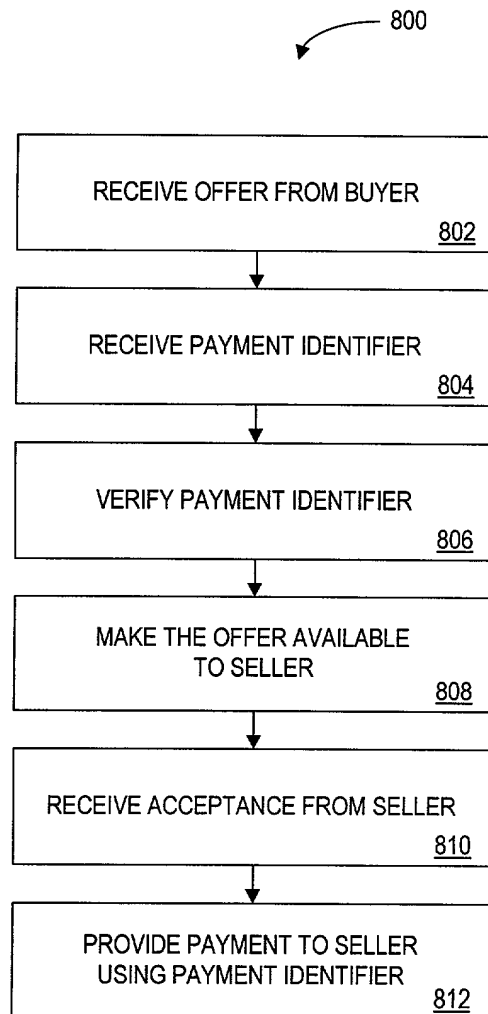 800
RECEIVE OFFER FROM BUYER
802
RECEIVE PAYMENT IDENTIFIER
804
VERIFY PAYMENT IDENTIFIER
806
MAKE THE OFFER AVAILABLE
TO SELLER
808
RECEIVE ACCEPTANCE FROM SELLER
810
PROVIDE PAYMENT TO SELLER
USING PAYMENT IDENTIFIER
812